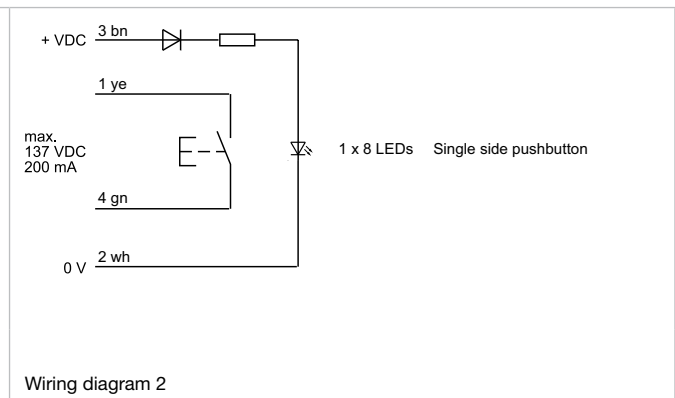 + VDC 3 bn
1 ye
max.
137 VDC
200 mA
1 x 8 LEDs Single side pushbutton
4 gn
0 V 2 wh
Wiring diagram 2